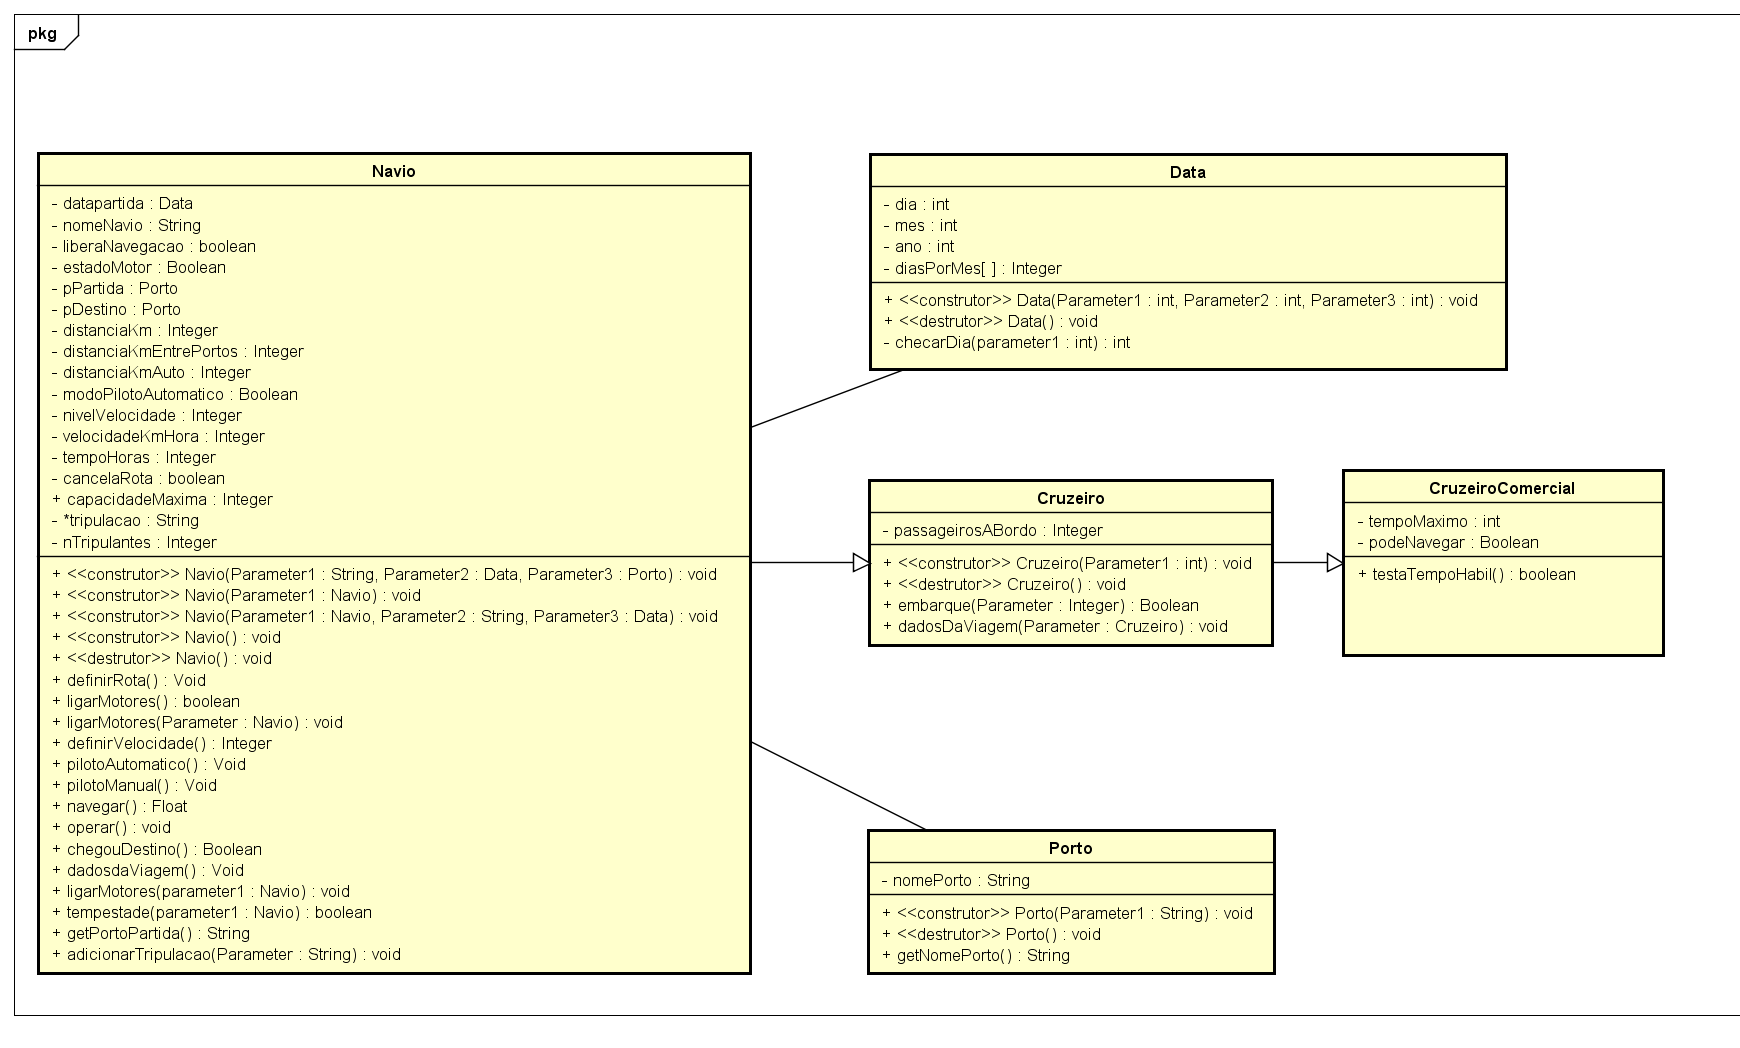 pkg
Navio
- datapartida : Data
- nomeNavio : String
- liberaNavegacao : boolean
- estadoMotor : Boolean
- pPartida : Porto
- pDestino : Porto
- distanciaKm : Integer
- distanciaKmEntrePortos : Integer
- distanciaKmAuto : Integer
- modoPilotoAutomatico : Boolean
- nivelVelocidade : Integer
- velocidadeKmHora : Integer
- tempoHoras : Integer
- cancelaRota : boolean
+ capacidadeMaxima : Integer
- *tripulacao : String
- nTripulantes : Integer
+ <<construtor>> Navio(Parameter1 : String, Parameter2 : Data, Parameter3 : Porto) : void
+ <<construtor>> Navio(Parameter1 : Navio) : void
+ <<construtor>> Navio(Parameter1 : Navio, Parameter2 : String, Parameter3 : Data) : void
+ <<construtor>> Navio() : void
+ <<destrutor>> Navio() : void
+ definirRota() : Void
+ ligarMotores() : boolean
+ ligarMotores(Parameter : Navio) : void
+ definirVelocidade() : Integer
+ pilotoAutomatico() : Void
+ pilotoManual() : Void
+ navegar() : Float
+ operar() : void
+ chegouDestino() : Boolean
+ dadosdaViagem() : Void
+ ligarMotores(parameter1 : Navio) : void
+ tempestade(parameter1 : Navio) : boolean
+ getPortoPartida() : String
+ adicionarTripulacao(Parameter : String) : void
Data
- dia : int
- mes : int
- ano : int
- diasPorMes[ ] : Integer
+ <<construtor>> Data(Parameter1 : int, Parameter2 : int, Parameter3 : int) : void
+ <<destrutor>> Data() : void
- checarDia(parameter1 : int) : int
Cruzeiro
- passageirosABordo : Integer
+ <<construtor>> Cruzeiro(Parameter1 : int) : void
+ <<destrutor>> Cruzeiro() : void
+ embarque(Parameter : Integer) : Boolean
+ dadosDaViagem(Parameter : Cruzeiro) : void
CruzeiroComercial
- tempoMaximo : int
- podeNavegar : Boolean
+ testaTempoHabil() : boolean
Porto
- nomePorto : String
+ <<construtor>> Porto(Parameter1 : String) : void
+ <<destrutor>> Porto() : void
+ getNomePorto() : String